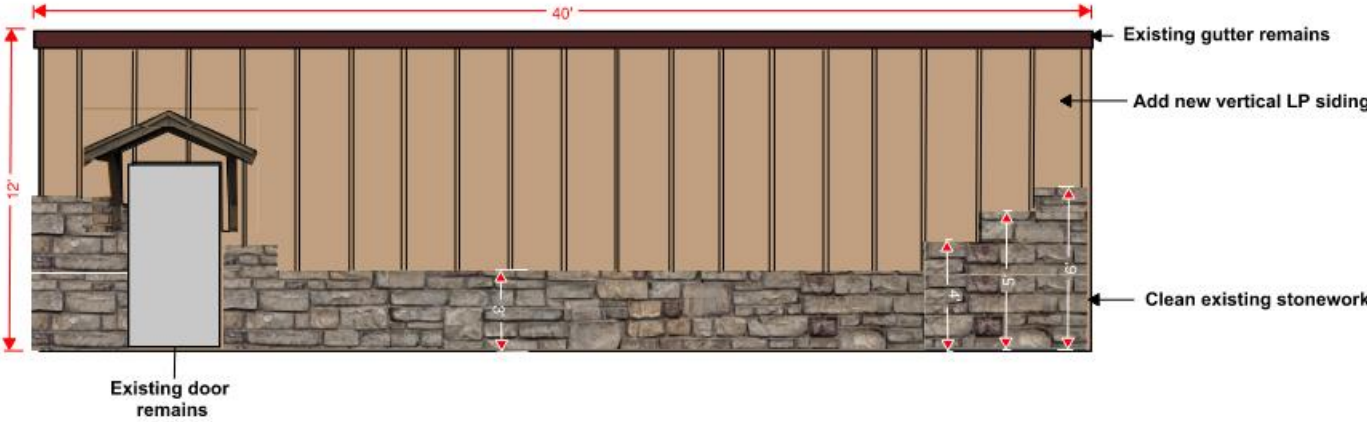 40'
Existing gutter remains
12'
Add new vertical LP siding
3'
4'
5'
6'
Clean existing stonework
Existing door
remains